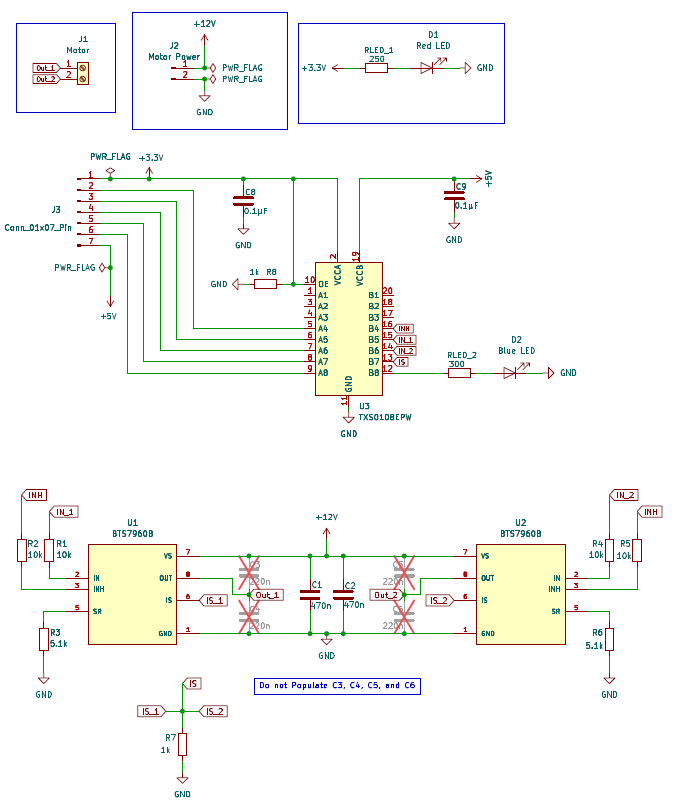 J1
Motor
Out_1 1
Out_2 2
+12V
J2
Motor Power
1 PWR_FLAG
2 PWR_FLAG
GND
D1
RLED_1 Red LED
250
+3.3V GND
PWR_FLAG +3.3V
J3
Conn_01x07_Pin
1
2
3
4
5
6
7
PWR_FLAG
+5V
C8
0.1µF
GND
+5V
C9
0.1µF
GND
GND 1k R8
2 VCCA
19 VCCB
10 OE
1 A1 B1 20
3 A2 B2 18
4 A3 B3 17
5 A4 B4 16 INH
6 A5 B5 15 IN_1
7 A6 B6 14 IN_2
8 A7 B7 13 IS
9 A8 B8 12
GND
11
U3
TXS0108EPW
GND
RLED_2
300
D2
Blue LED
GND
INH
IN_1
R2
10k
R1
10k
U1
BTS7960B
VS 7
OUT 8
2 IN
3 INH
IS 6 IS_1
5 SR
GND 1
R3
5.1k
GND
+12V
220n
Out_1
220n
C1
470n
C2
470n
220n
Out_2
220n
GND
U2
BTS7960B
7 VS
8 OUT
IN 2
INH 3
IS_2 6 IS
SR 5
1 GND
IN_2
INH
R4
10k
R5
10k
R6
5.1k
GND
Do not Populate C3, C4, C5, and C6
IS
IS_1 IS_2
R7
1k
GND